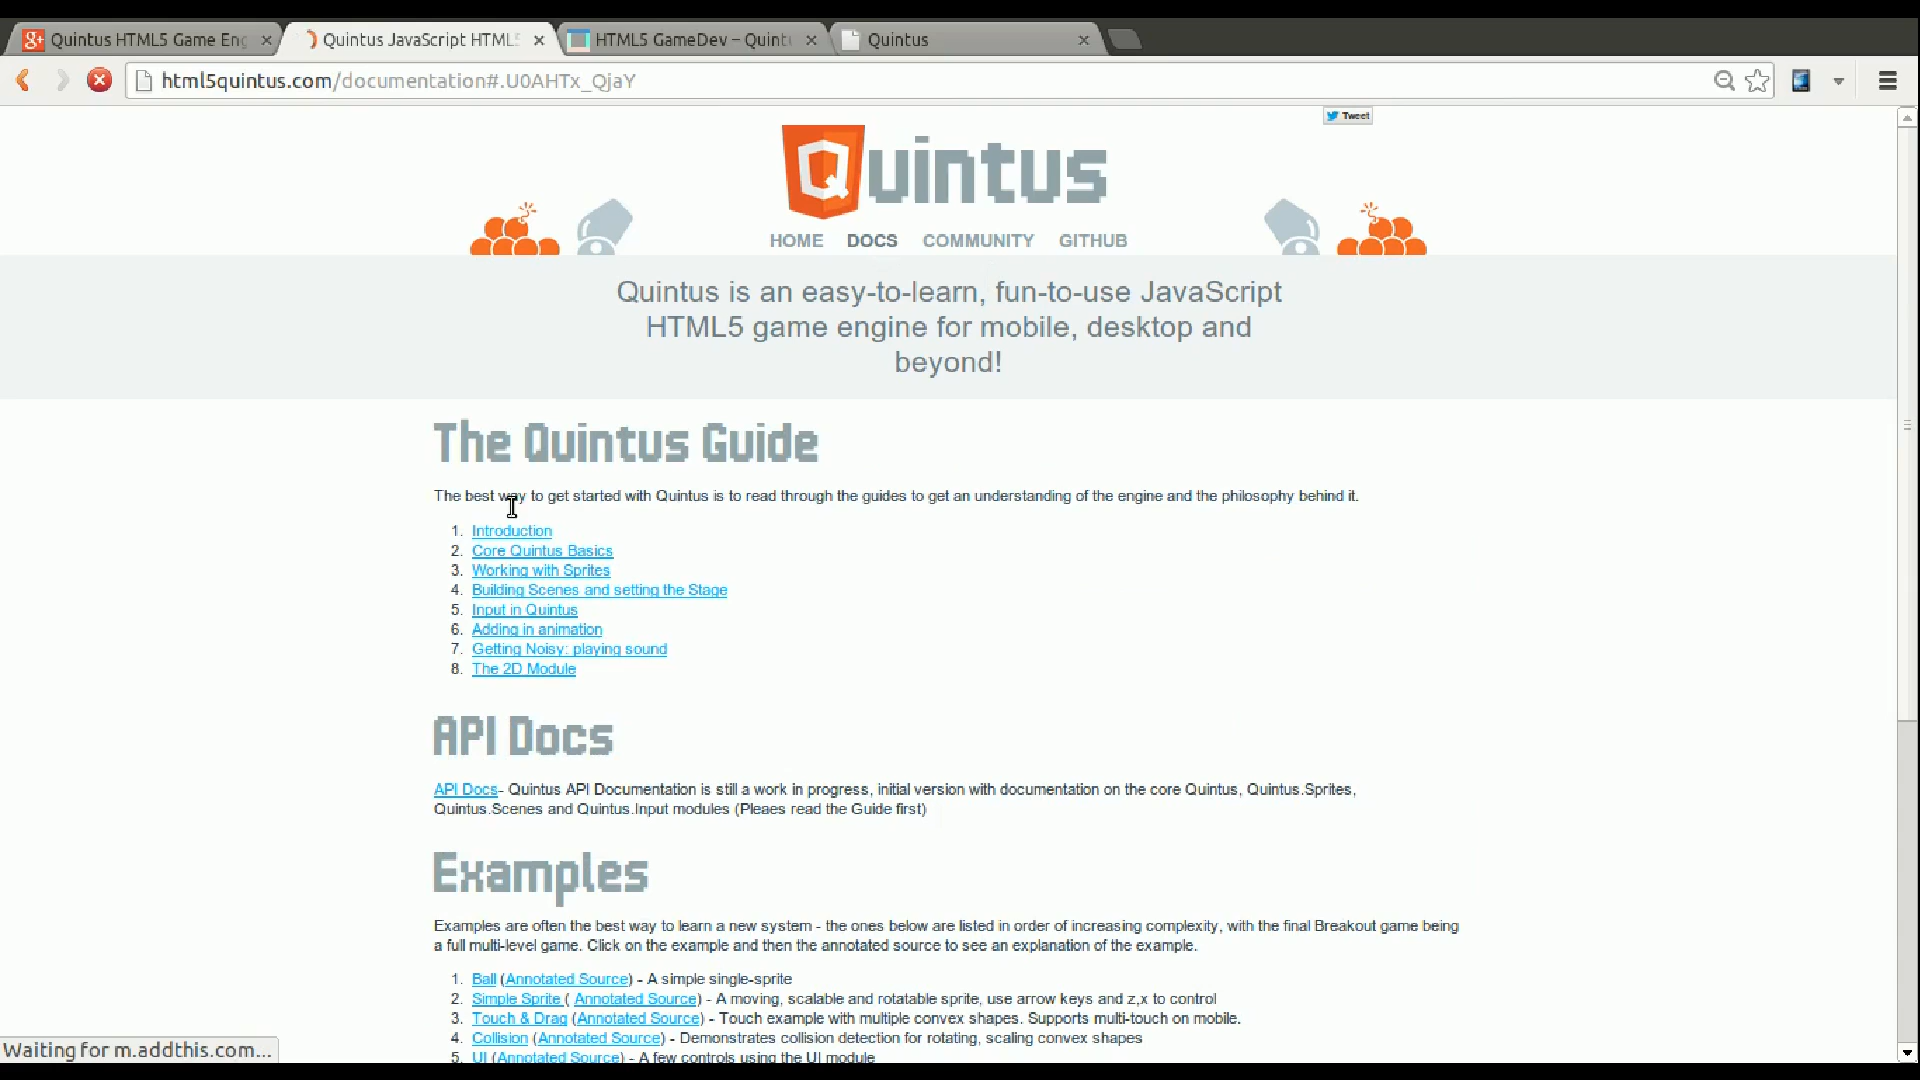 Quintus HTML5 Game Eng
Quintus JavaScript HTML5
HTML5 GameDev – Quint
Quintus
html5quintus.com/documentation#.U0AHTx_QjaY
Tweet
Quintus
HOME DOCS COMMUNITY GITHUB
Quintus is an easy-to-learn, fun-to-use JavaScript
HTML5 game engine for mobile, desktop and
beyond!
The Quintus Guide
The best way to get started with Quintus is to read through the guides to get an understanding of the engine and the philosophy behind it.
1. Introduction
2. Core Quintus Basics
3. Working with Sprites
4. Building Scenes and setting the Stage
5. Input in Quintus
6. Adding in animation
7. Getting Noisy: playing sound
8. The 2D Module
API Docs
API Docs- Quintus API Documentation is still a work in progress, initial version with documentation on the core Quintus, Quintus.Sprites,
Quintus.Scenes and Quintus.Input modules (Pleaes read the Guide first)
Examples
Examples are often the best way to learn a new system - the ones below are listed in order of increasing complexity, with the final Breakout game being
a full multi-level game. Click on the example and then the annotated source to see an explanation of the example.
1. Ball (Annotated Source) - A simple single-sprite
2. Simple Sprite ( Annotated Source) - A moving, scalable and rotatable sprite, use arrow keys and z,x to control
3. Touch & Drag (Annotated Source) - Touch example with multiple convex shapes. Supports multi-touch on mobile.
4. Collision (Annotated Source) - Demonstrates collision detection for rotating, scaling convex shapes
5. UI (Annotated Source) - A few controls using the UI module
Waiting for m.addthis.com...